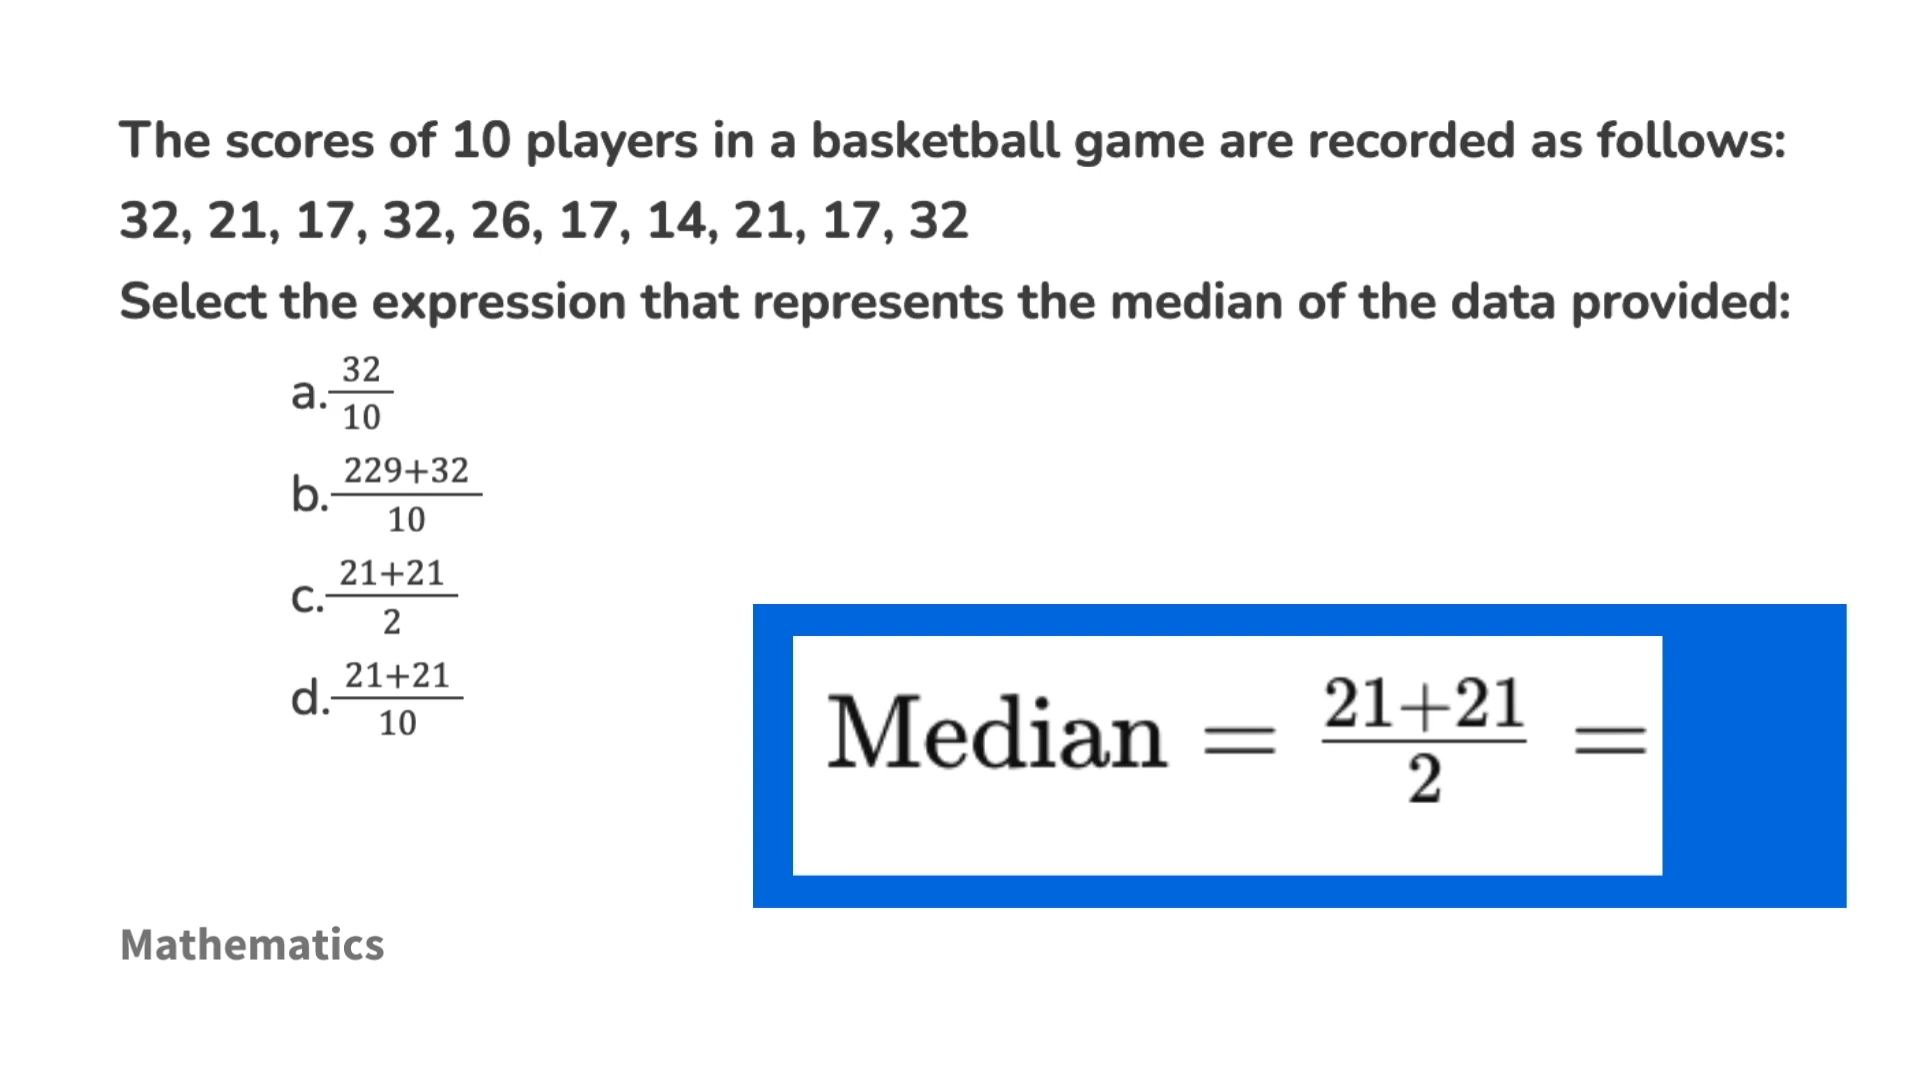 The scores of 10 players in a basketball game are recorded as follows:
32, 21, 17, 32, 26, 17, 14, 21, 17, 32
Select the expression that represents the median of the data provided:
a. 32/10
b. 229+32/10
c. 21+21/2
d. 21+21/10
Median = 21+21/2 =
Mathematics